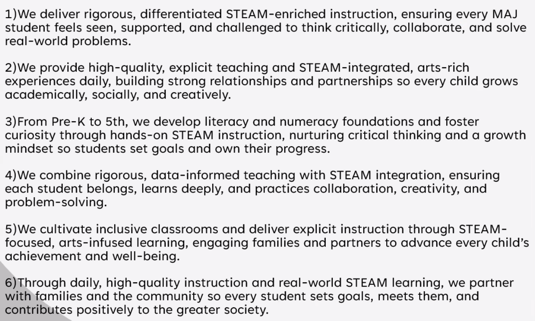 1)We deliver rigorous, differentiated STEAM-enriched instruction, ensuring every MAJ
student feels seen, supported, and challenged to think critically, collaborate, and solve
real-world problems.
2)We provide high-quality, explicit teaching and STEAM-integrated, arts-rich
experiences daily, building strong relationships and partnerships so every child grows
academically, socially, and creatively.
3)From Pre-K to 5th, we develop literacy and numeracy foundations and foster
curiosity through hands-on STEAM instruction, nurturing critical thinking and a growth
mindset so students set goals and own their progress.
4)We combine rigorous, data-informed teaching with STEAM integration, ensuring
each student belongs, learns deeply, and practices collaboration, creativity, and
problem-solving.
5)We cultivate inclusive classrooms and deliver explicit instruction through STEAM-
focused, arts-infused learning, engaging families and partners to advance every child's
achievement and well-being.
6)Through daily, high-quality instruction and real-world STEAM learning, we partner
with families and the community so every student sets goals, meets them, and
contributes positively to the greater society.